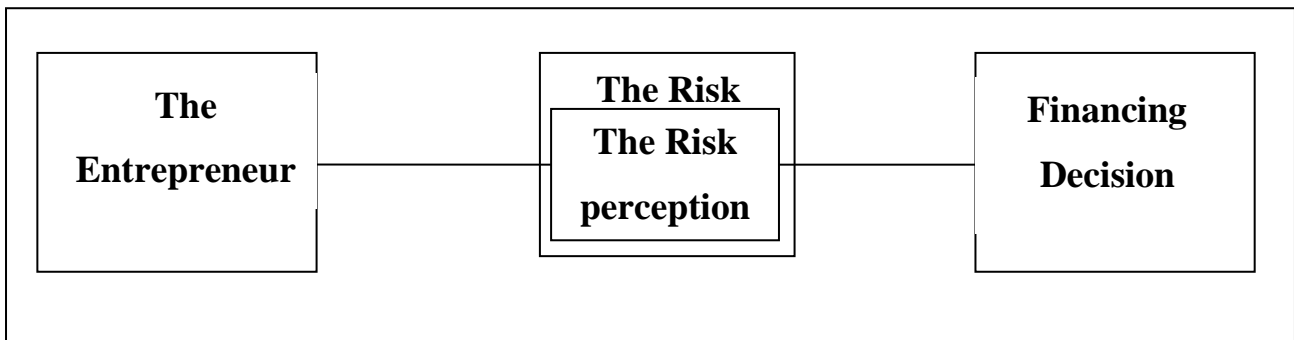 The
Entrepreneur
The Risk
The Risk
perception
Financing
Decision